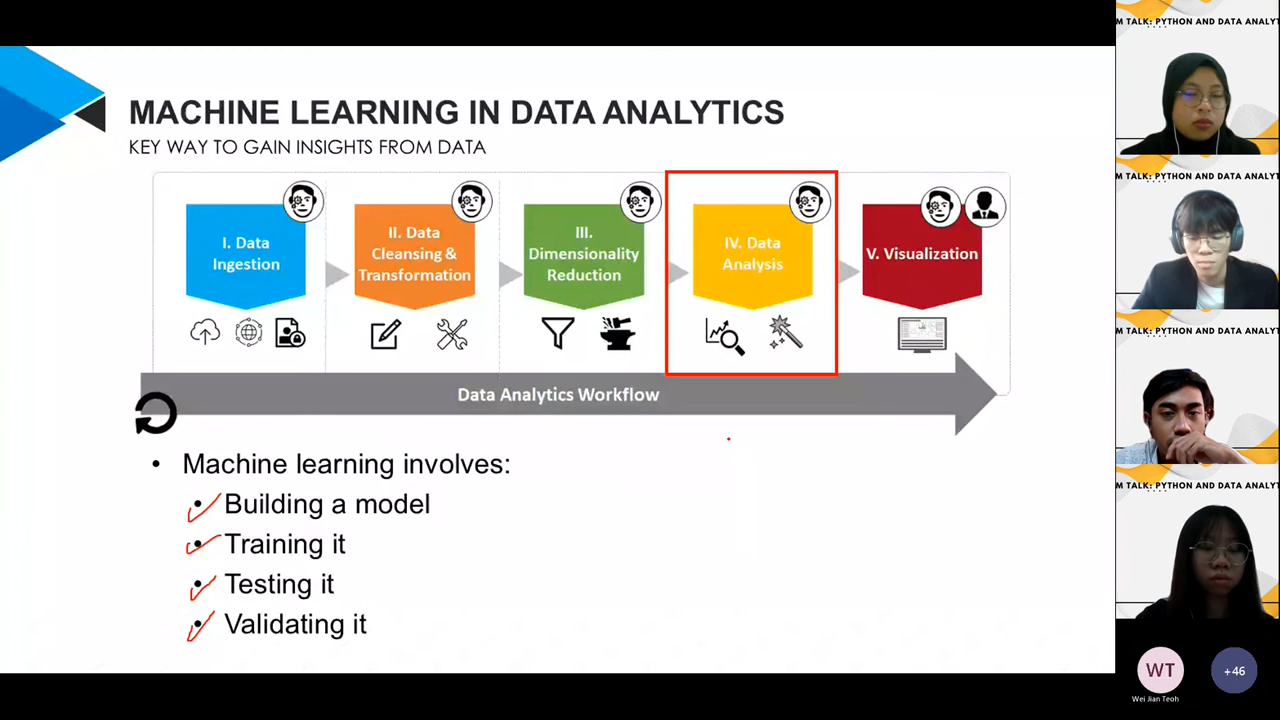 MACHINE LEARNING IN DATA ANALYTICS
KEY WAY TO GAIN INSIGHTS FROM DATA
I. Data
Ingestion
II. Data
Cleansing &
Transformation
III.
Dimensionality
Reduction
IV. Data
Analysis
V. Visualization
Data Analytics Workflow
• Machine learning involves:
• Building a model
• Training it
• Testing it
• Validating it
M TALK: PYTHON AND DATA ANALYT
M TALK: PYTHON AND DATA ANALYT
M TALK: PYTHON AND DATA ANALYT
M TALK: PYTHON AND DATA ANALYT
WT
Wei Jian Teoh
+46